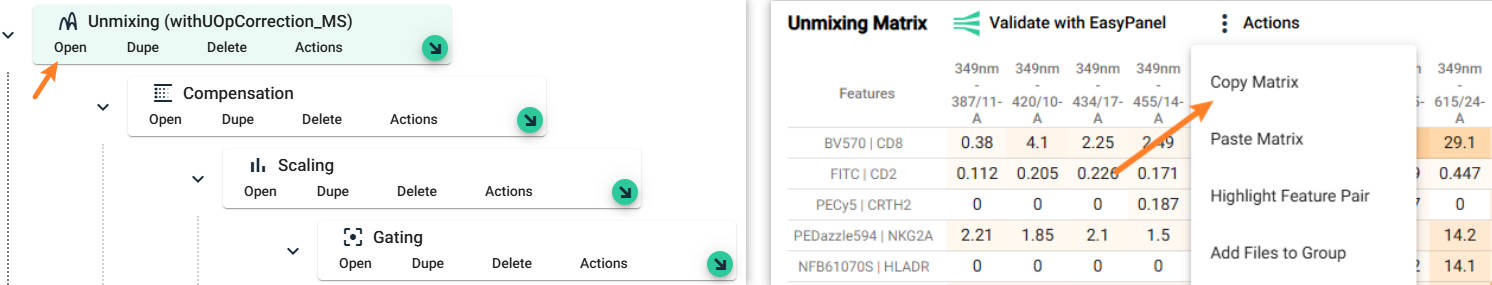 Unmixing (withUOpCorrection_MS)
Open Dupe Delete Actions
Compensation
Open Dupe Delete Actions
Scaling
Open Dupe Delete Actions
Gating
Open Dupe Delete Actions
Unmixing Matrix Validate with EasyPanel Actions
Features
349nm 349nm 349nm 349nm 349nm
- - - - -
387/11- 420/10- 434/17- 455/14- 615/24-
A A A A A
BV570 | CD8 0.38 4.1 2.25 2.49 29.1
FITC | CD2 0.112 0.205 0.226 0.171 0.447
PECy5 | CRTH2 0 0 0 0.187 0
PEDazzle594 | NKG2A 2.21 1.85 2.1 1.5 14.2
NFB61070S | HLADR 0 0 0 0 14.1
Copy Matrix
Paste Matrix
Highlight Feature Pair
Add Files to Group